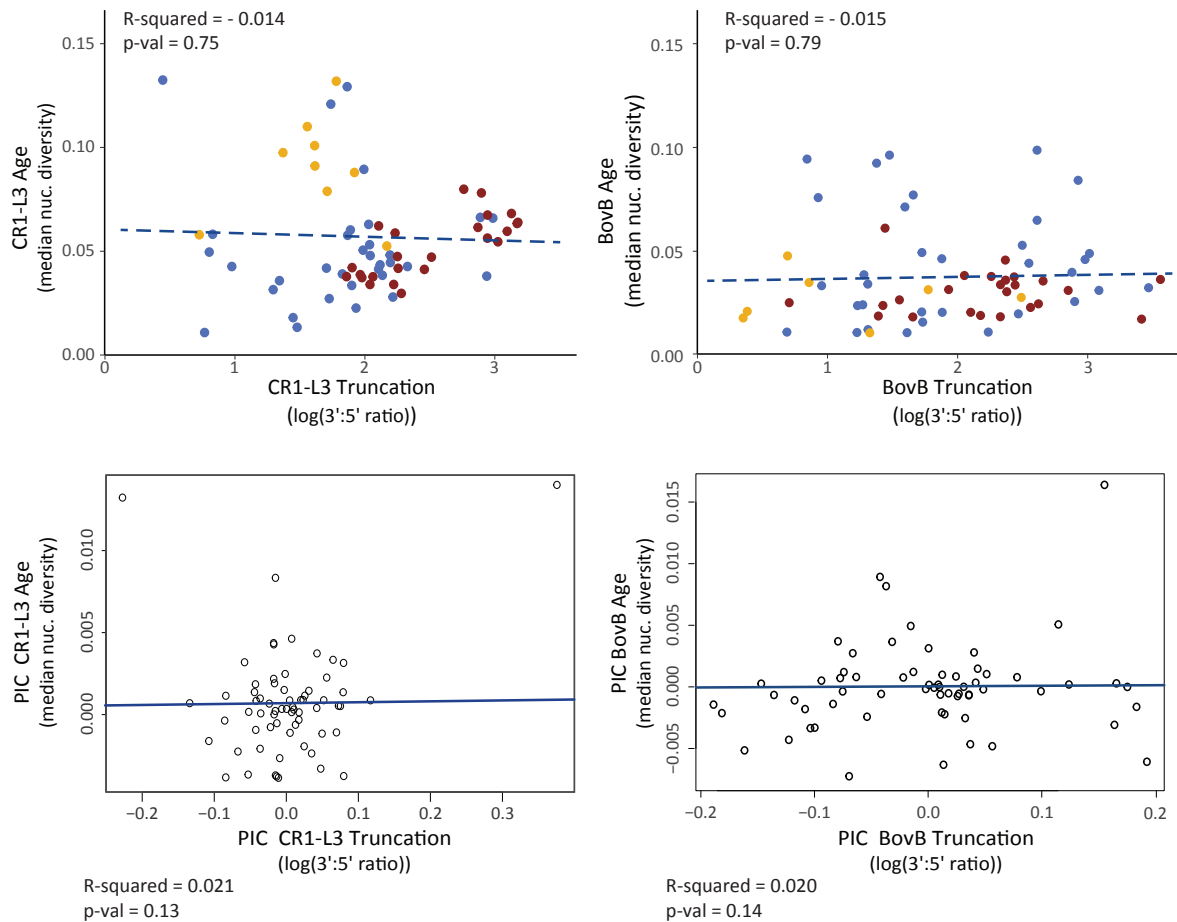 R-squared = - 0.014
p-val = 0.75
0.15
0.10
0.05
0.00
CR1-L3 Age
(median nuc. diversity)
0
1
2
3
CR1-L3 Truncation
(log(3':5' ratio))
R-squared = -0.015
p-val = 0.79
0.15
0.10
0.05
0.00
BovB Age
(median nuc. diversity)
0
1
2
3
BovB Truncation
(log(3':5' ratio))
0.010
0.005
0.000
PIC CR1-L3 Age
(median nuc. diversity)
−0.2
−0.1
0.0
0.1
0.2
0.3
PIC CR1-L3 Truncation
(log(3':5' ratio))
R-squared = 0.021
p-val = 0.13
0.015
0.010
0.005
0.000
−0.005
PIC BovB Age
(median nuc. diversity)
−0.2
−0.1
0.0
0.1
0.2
PIC BovB Truncation
(log(3':5' ratio))
R-squared = 0.020
p-val = 0.14